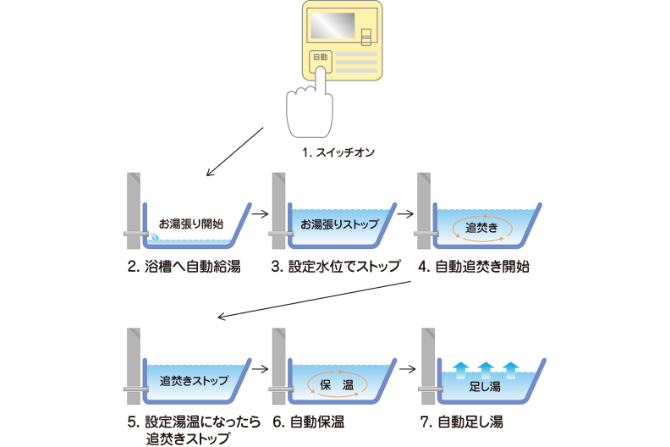 自動
1. スイッチオン
お湯張り開始
2. 浴槽へ自動給湯
お湯張りストップ
3. 設定水位でストップ
追焚き
4. 自動追焚き開始
追焚きストップ
5. 設定湯温になったら
追焚きストップ
保 温
6. 自動保温
足し湯
7. 自動足し湯